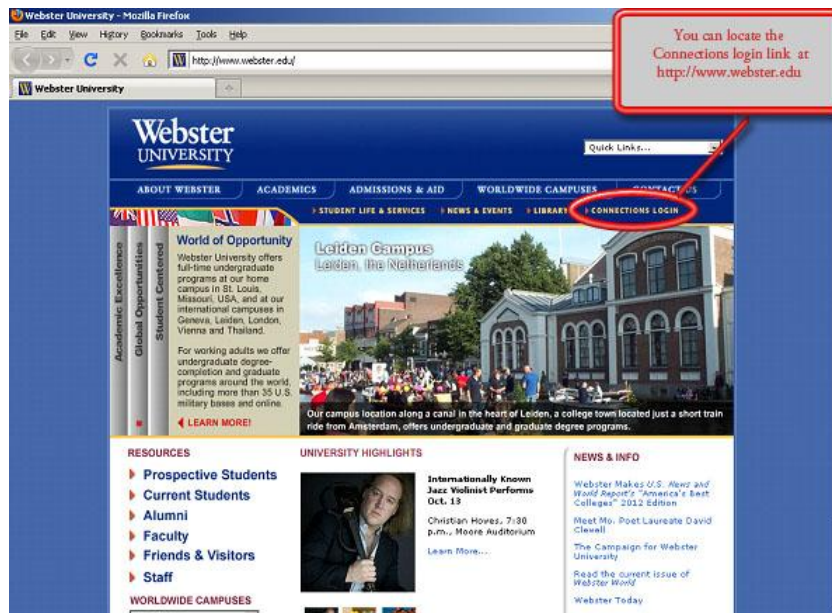 Webster University - Mozilla Firefox
File Edit View History Bookmarks Tools Help
http://www.webster.edu/
Webster University
You can locate the
Connections login link at
http://www.webster.edu
Webster
UNIVERSITY
Quick Links...
ABOUT WEBSTER ACADEMICS ADMISSIONS & AID WORLDWIDE CAMPUSES CONTACT US
STUDENT LIFE & SERVICES NEWS & EVENTS LIBRARY CONNECTIONS LOGIN
Academic Excellence
Global Opportunities
Student Centered
World of Opportunity
Webster University offers
full-time undergraduate
programs at our home
campus in St. Louis,
Missouri, USA, and at our
international campuses in
Geneva, Leiden, London,
Vienna and Thailand.
For working adults we offer
undergraduate degree-
completion and graduate
programs around the world,
including more than 35 U.S.
military bases and online.
LEARN MORE!
Leiden Campus
Leiden, the Netherlands
Our campus location along a canal in the heart of Leiden, a college town located just a short train
ride from Amsterdam, offers undergraduate and graduate degree programs.
RESOURCES
Prospective Students
Current Students
Alumni
Faculty
Friends & Visitors
Staff
WORLDWIDE CAMPUSES
UNIVERSITY HIGHLIGHTS
Internationally Known
Jazz Violinist Performs
Oct. 13
Christian Howes, 7:30
p.m., Moore Auditorium
Learn More...
NEWS & INFO
Webster Makes U.S. News and
World Report's "America's Best
Colleges" 2012 Edition
Meet Mo. Poet Laureate David
Clewell
The Campaign for Webster
University
Read the current issue of
Webster World
Webster Today